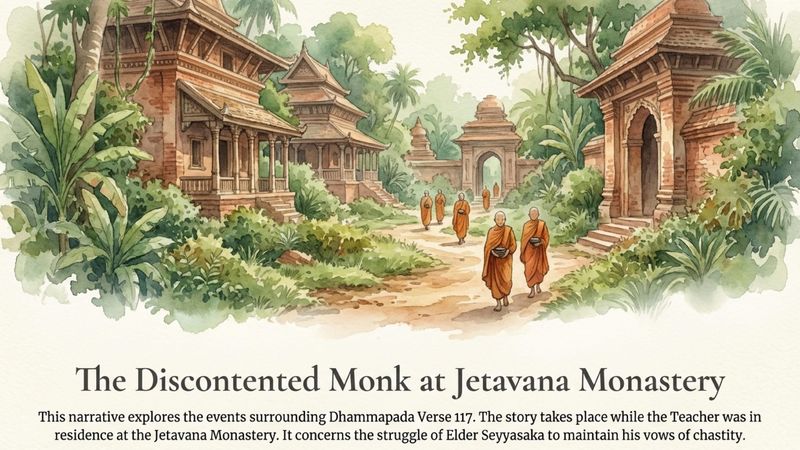 The Discontented Monk at Jetavana Monastery
This narrative explores the events surrounding Dhammapada Verse 117. The story takes place while the Teacher was in
residence at the Jetavana Monastery. It concerns the struggle of Elder Seyyasaka to maintain his vows of chastity.